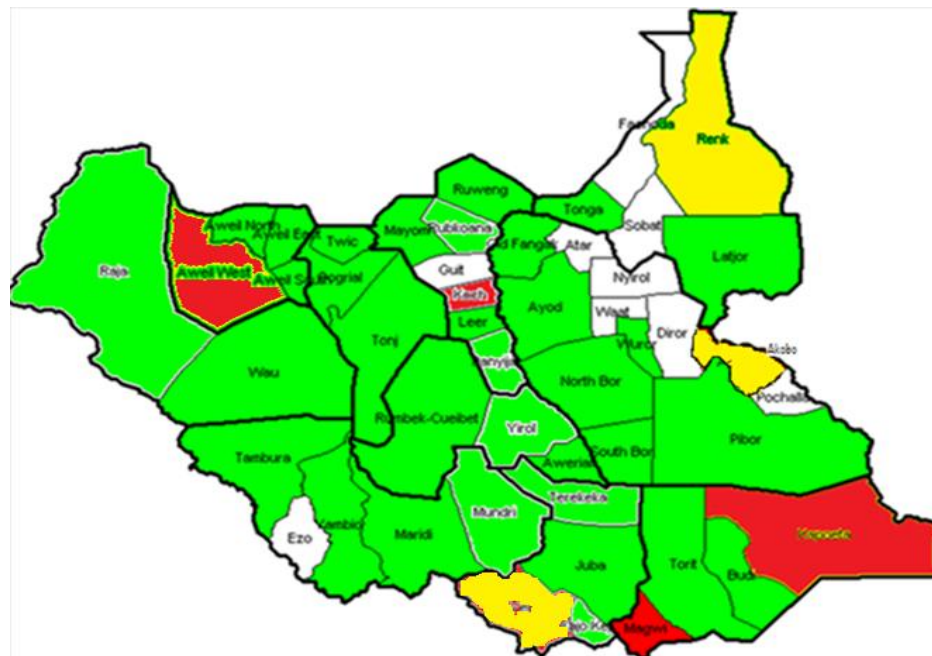 Renk
Ruweng
Tonga
Sobat
Aweil North
Aweil East
Twic
Mayom
Rubkoana
Old Fangak
Atar
Latjor
Raja
Aweil West
Aweil South
Gogrial
Guit
Nyirol
Keich
Ayod
Waat
Diror
Leer
Wuror
Akobo
Tonj
Wau
North Bor
Pochalla
Rumbek-Cueibet
Yirol
Pibor
Tambura
Awerial
South Bor
Terekeka
Mundri
Yambio
Maridi
Ezo
Kapoeta
Juba
Torit
Budi
Magwi